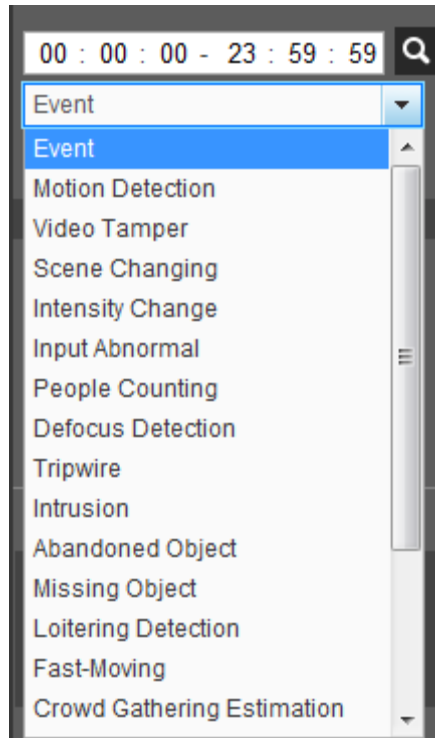 00 : 00 : 00 - 23 : 59 : 59
Event
Event
Motion Detection
Video Tamper
Scene Changing
Intensity Change
Input Abnormal
People Counting
Defocus Detection
Tripwire
Intrusion
Abandoned Object
Missing Object
Loitering Detection
Fast-Moving
Crowd Gathering Estimation